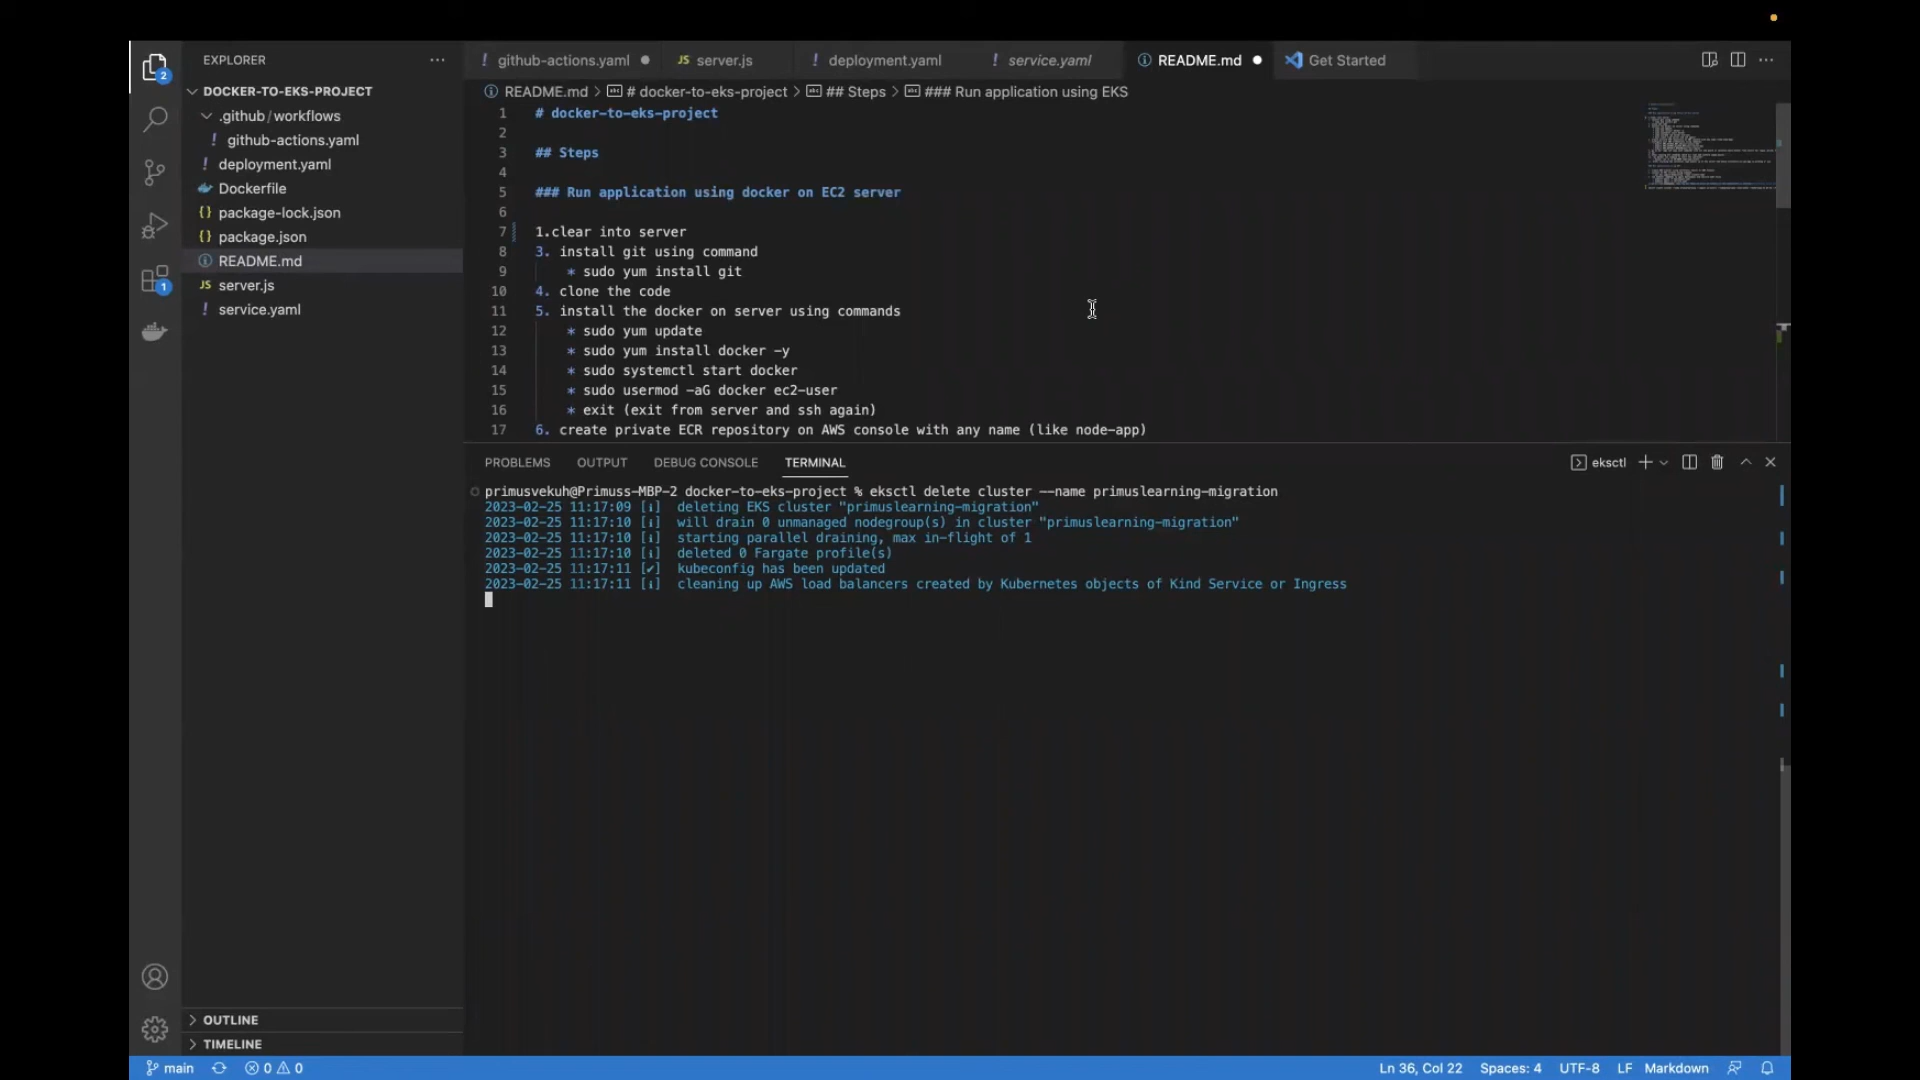 EXPLORER
github-actions.yaml
server.js
deployment.yaml
service.yaml
README.md
Get Started
DOCKER-TO-EKS-PROJECT
.github/workflows
github-actions.yaml
deployment.yaml
Dockerfile
package-lock.json
package.json
README.md
server.js
service.yaml
README.md > # docker-to-eks-project > ## Steps > ### Run application using EKS
1 # docker-to-eks-project
2
3 ## Steps
4
5 ### Run application using docker on EC2 server
6
7 1.clear into server
8 3. install git using command
9 * sudo yum install git
10 4. clone the code
11 5. install the docker on server using commands
12 * sudo yum update
13 * sudo yum install docker -y
14 * sudo systemctl start docker
15 * sudo usermod -aG docker ec2-user
16 * exit (exit from server and ssh again)
17 6. create private ECR repository on AWS console with any name (like node-app)
PROBLEMS OUTPUT DEBUG CONSOLE TERMINAL
eksctl
primusvekuh@Primuss-MBP-2 docker-to-eks-project % eksctl delete cluster --name primuslearning-migration
2023-02-25 11:17:09 [ℹ] deleting EKS cluster "primuslearning-migration"
2023-02-25 11:17:10 [ℹ] will drain 0 unmanaged nodegroup(s) in cluster "primuslearning-migration"
2023-02-25 11:17:10 [ℹ] starting parallel draining, max in-flight of 1
2023-02-25 11:17:10 [ℹ] deleted 0 Fargate profile(s)
2023-02-25 11:17:11 [✔] kubeconfig has been updated
2023-02-25 11:17:11 [ℹ] cleaning up AWS load balancers created by Kubernetes objects of Kind Service or Ingress
2
1
OUTLINE
TIMELINE
main 0 0
Ln 36, Col 22 Spaces: 4 UTF-8 LF Markdown